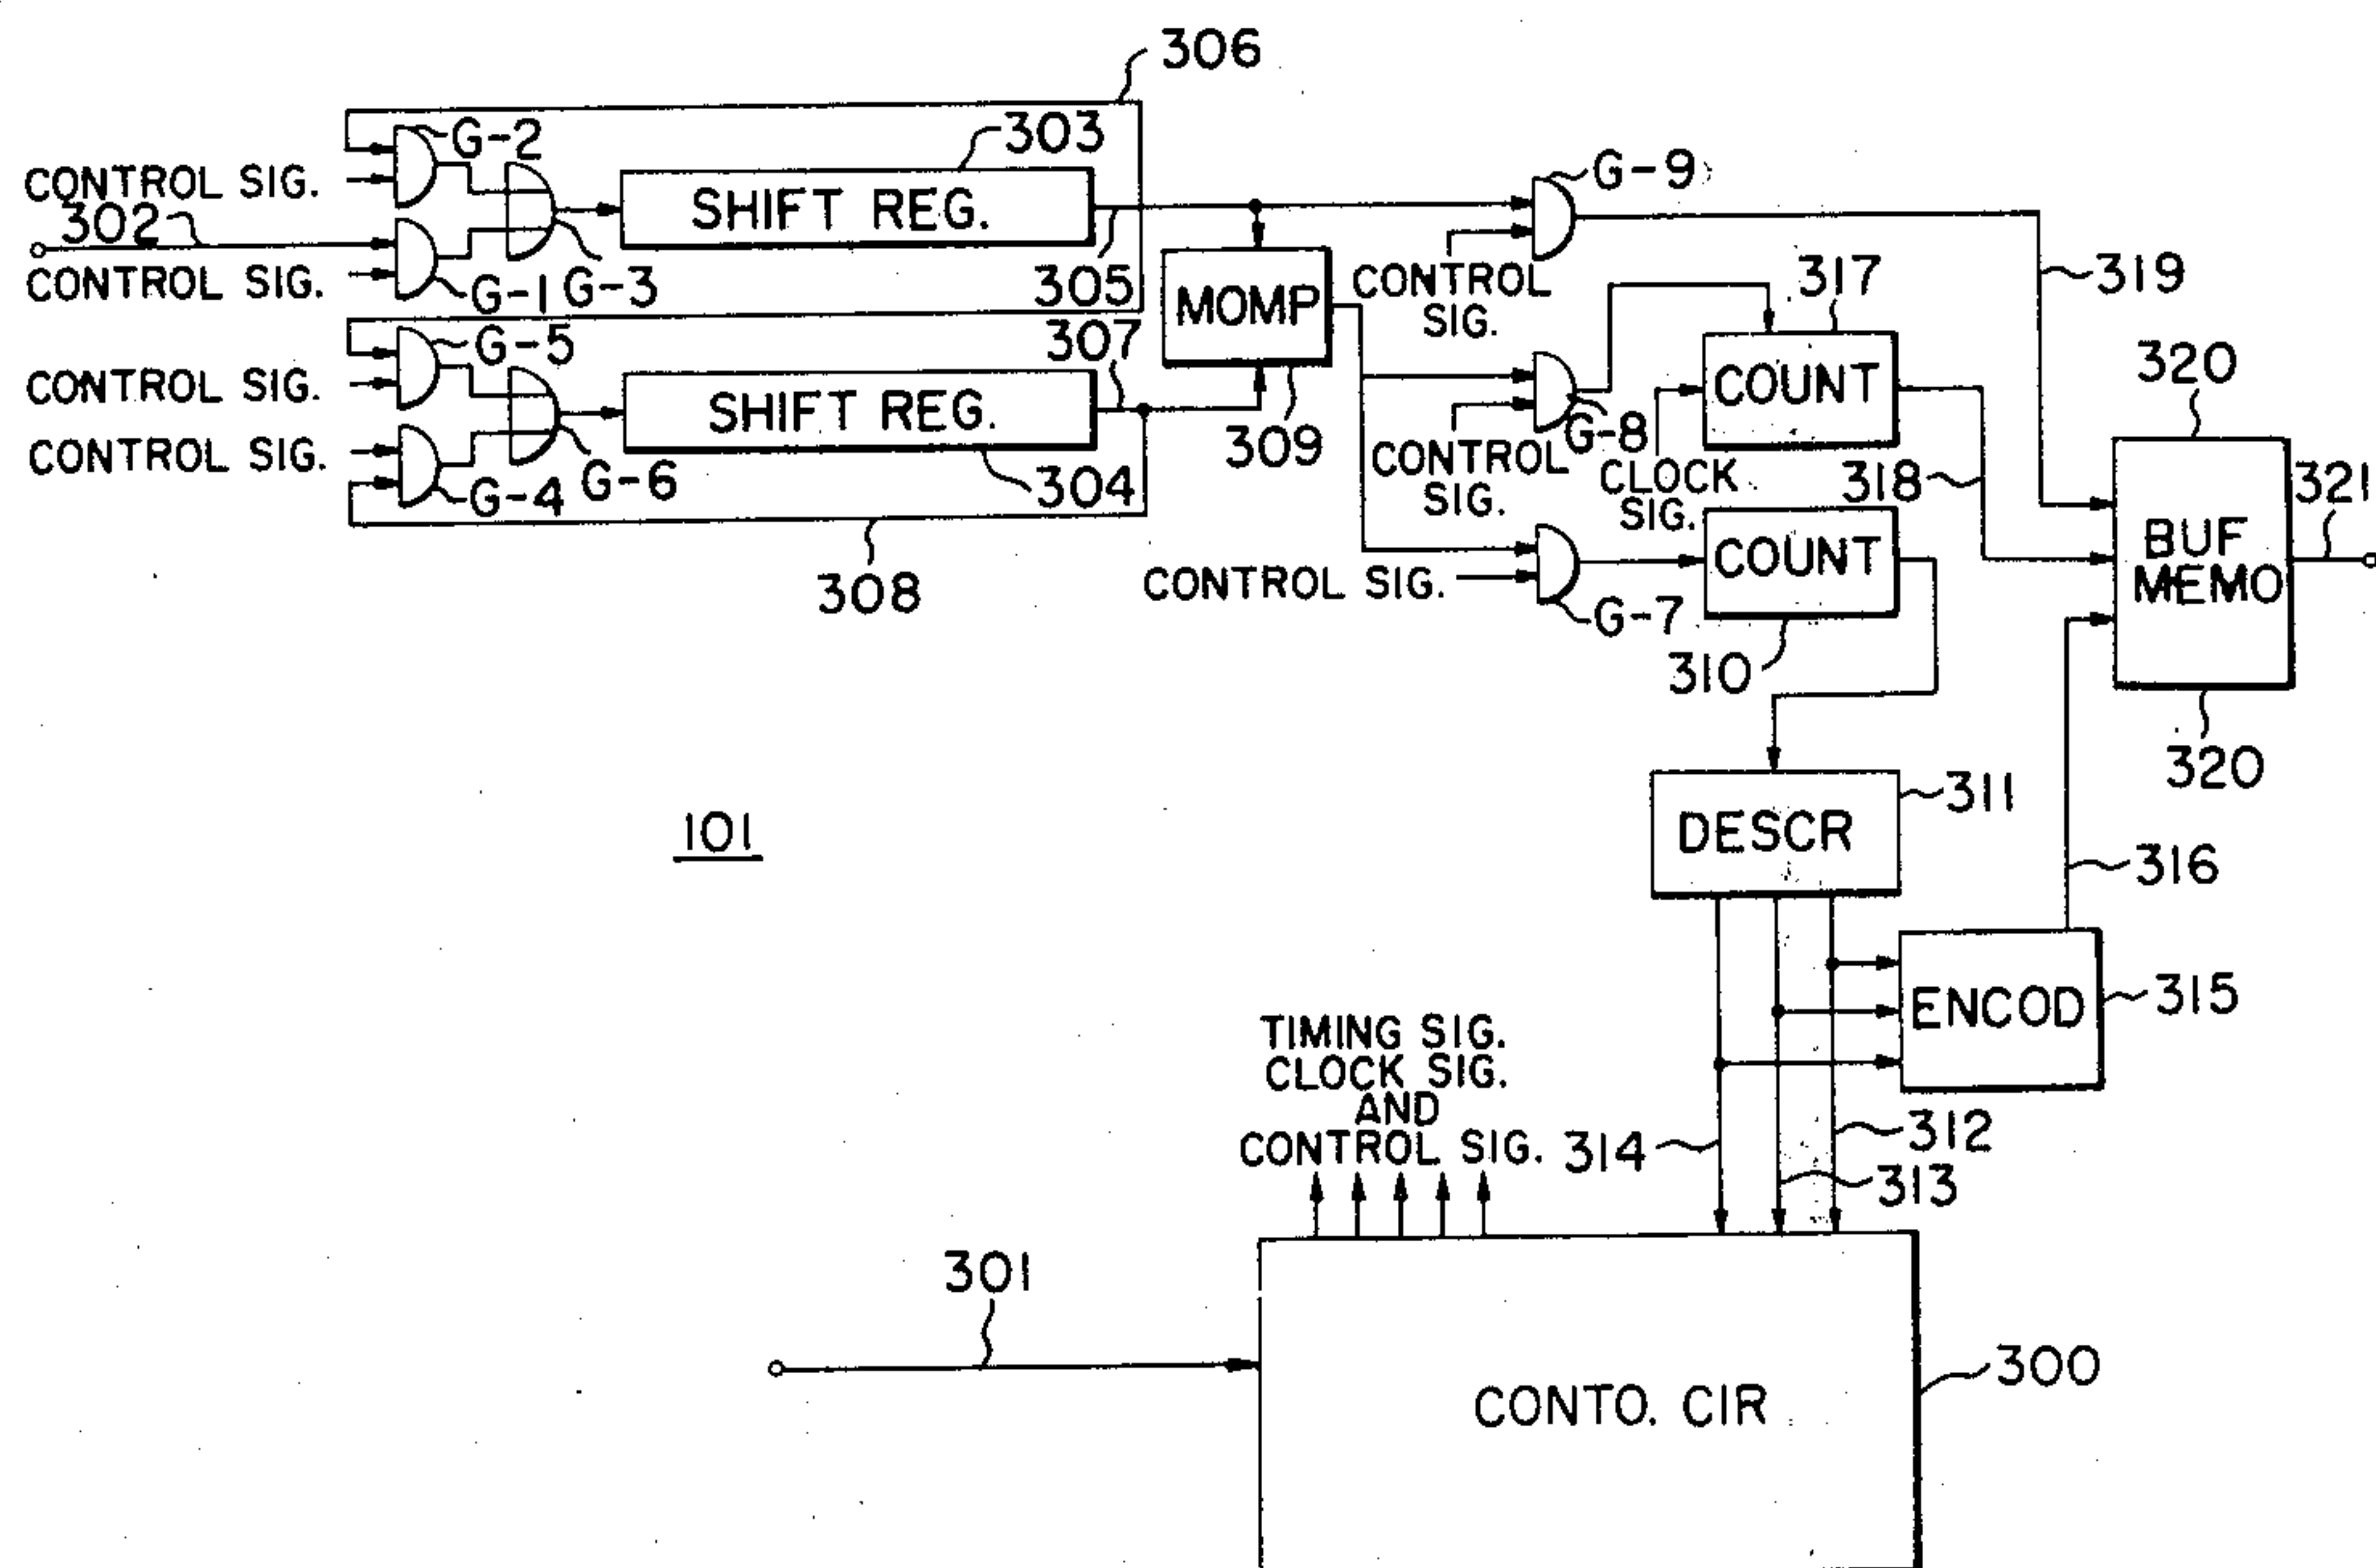 306
G-2
303
CONTROL SIG.
SHIFT REG.
G-9
302
CONTROL SIG.
G-1
G-3
305
MOMP
CONTROL
SIG.
317
319
G-5
307
CONTROL SIG.
SHIFT REG.
COUNT
320
CONTROL SIG.
G-4
G-6
304
309
CONTROL
SIG.
G-8
CLOCK
SIG.
318
321
BUF
MEMO
308
CONTROL SIG.
G-7
COUNT
310
320
101
DESCR
311
316
ENCOD
315
TIMING SIG.
CLOCK SIG.
AND
CONTROL SIG.
314
312
313
301
CONTO. CIR
300